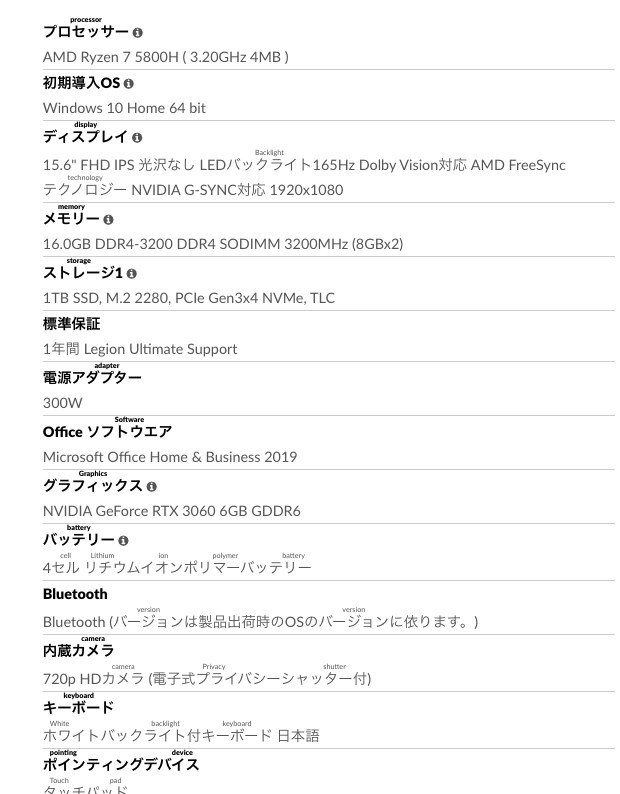 processor
プロセッサー
AMD Ryzen 7 5800H ( 3.20GHz 4MB )
初期導入OS
Windows 10 Home 64 bit
display
ディスプレイ
Backlight
15.6" FHD IPS 光沢なし LEDバックライト165Hz Dolby Vision対応 AMD FreeSync
technology
テクノロジー NVIDIA G-SYNC対応 1920x1080
memory
メモリー
16.0GB DDR4-3200 DDR4 SODIMM 3200MHz (8GBx2)
storage
ストレージ1
1TB SSD, M.2 2280, PCIe Gen3x4 NVMe, TLC
標準保証
1年間 Legion Ultimate Support
adapter
電源アダプター
300W
Software
Office ソフトウエア
Microsoft Office Home & Business 2019
Graphics
グラフィックス
NVIDIA GeForce RTX 3060 6GB GDDR6
battery
バッテリー
cell Lithium ion polymer battery
4セル リチウムイオンポリマーバッテリー
Bluetooth
version version
Bluetooth (バージョンは製品出荷時のOSのバージョンに依ります。)
camera
内蔵カメラ
camera Privacy shutter
720p HDカメラ (電子式プライバシーシャッター付)
keyboard
キーボード
White backlight keyboard
ホワイトバックライト付キーボード 日本語
pointing device
ポインティングデバイス
Touch pad
タッチパッド